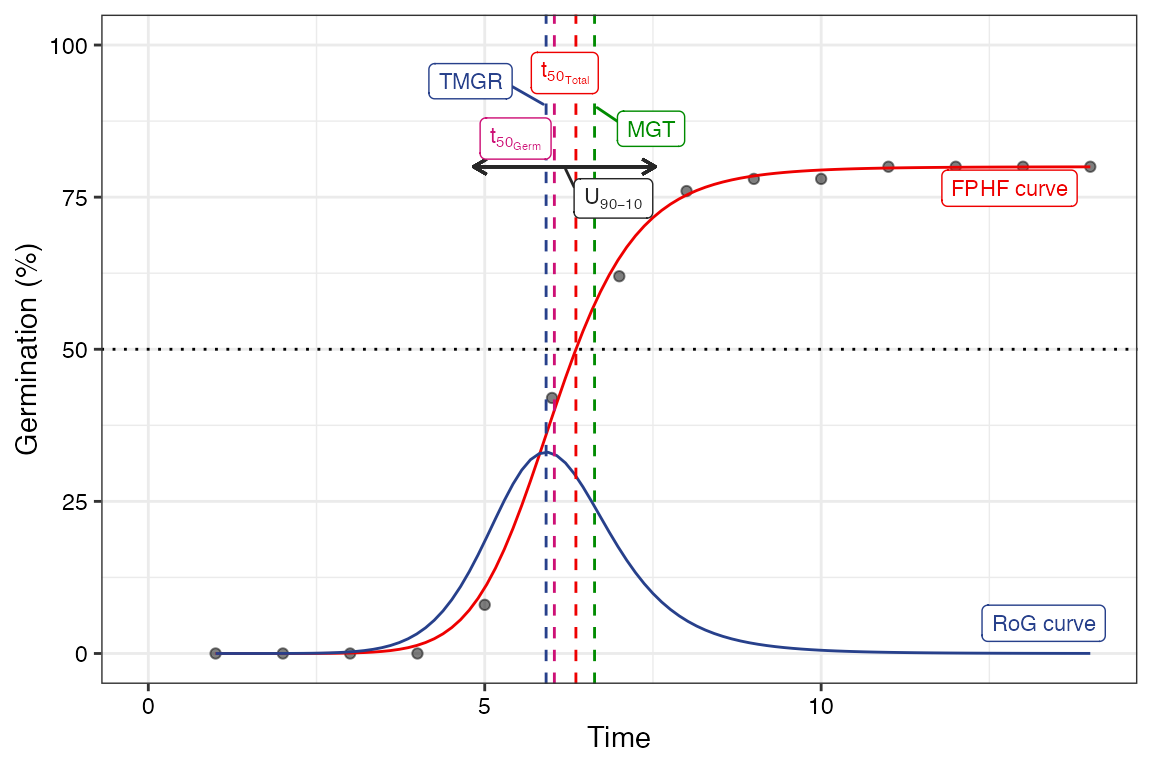 100
75
50
25
0
Germination (%)
TMGR
t50Total
t50Germ
MGT
U90–10
FPHF curve
RoG curve
0 5 10
Time